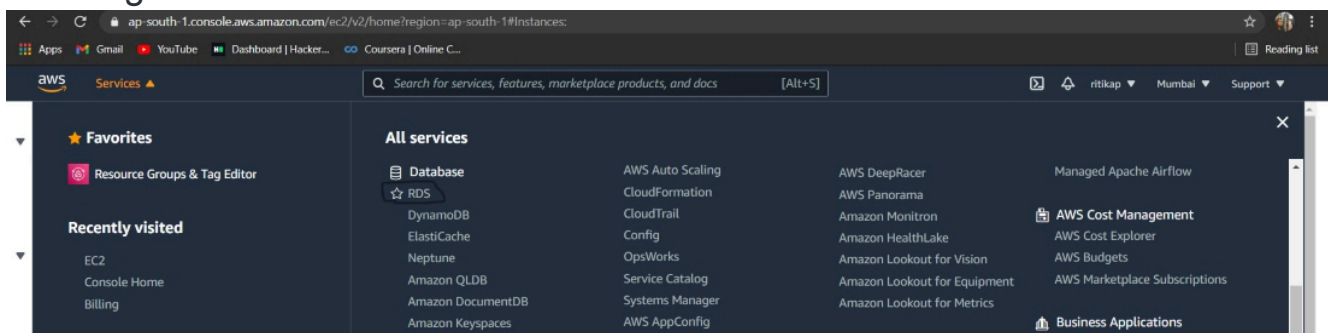 ap-south-1.console.aws.amazon.com/ec2/v2/home?region=ap-south-1#Instances:
Apps Gmail YouTube Dashboard | Hacker... Coursera | Online C... Reading list
aws Services Search for services, features, marketplace products, and docs [Alt+S] ritikap Mumbai Support
Favorites
Resource Groups & Tag Editor
Recently visited
EC2
Console Home
Billing
All services
Database
RDS
DynamoDB
ElastiCache
Neptune
Amazon QLDB
Amazon DocumentDB
Amazon Keyspaces
AWS Auto Scaling
CloudFormation
CloudTrail
Config
OpsWorks
Service Catalog
Systems Manager
AWS AppConfig
AWS DeepRacer
AWS Panorama
Amazon Monitron
Amazon HealthLake
Amazon Lookout for Vision
Amazon Lookout for Equipment
Amazon Lookout for Metrics
Managed Apache Airflow
AWS Cost Management
AWS Cost Explorer
AWS Budgets
AWS Marketplace Subscriptions
Business Applications